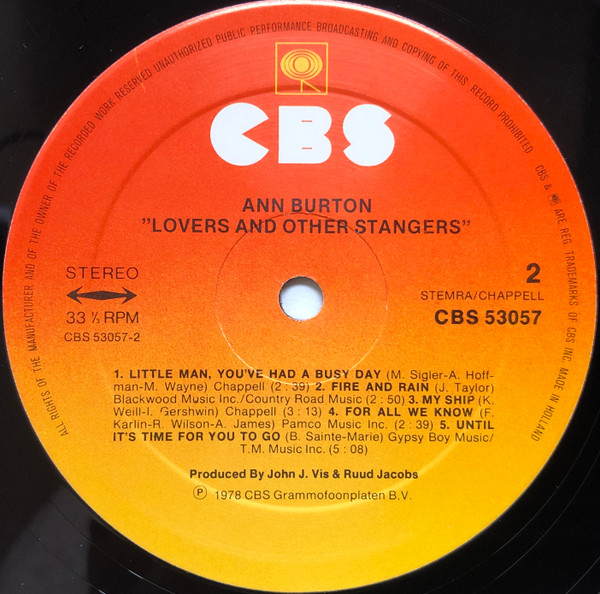 ALL RIGHTS OF THE MANUFACTURER AND OF THE OWNER OF THE RECORDED WORK RESERVED UNAUTHORIZED PUBLIC PERFORMANCE BROADCASTING AND COPYING OF THIS RECORD PROHIBITED
CBS & ARE REG. TRADEMARKS OF CBS INC. MADE IN HOLLAND
CBS
ANN BURTON
”LOVERS AND OTHER STANGERS”
STEREO
33 ⅓ RPM
CBS 53057-2
2
STEMRA/CHAPPELL
CBS 53057
1. LITTLE MAN, YOU'VE HAD A BUSY DAY (M. Sigler-A. Hoff-
man-M. Wayne) Chappell (2 : 39) 2. FIRE AND RAIN (J. Taylor)
Blackwood Music Inc./Country Road Music (2 : 50) 3. MY SHIP (K.
Weill-I. Gershwin) Chappell (3 : 13) 4. FOR ALL WE KNOW (F.
Karlin-R. Wilson-A. James) Pamco Music Inc. (2 : 39) 5. UNTIL
IT'S TIME FOR YOU TO GO (B. Sainte-Marie) Gypsy Boy Music/
T.M. Music Inc. (5 : 08)
Produced By John J. Vis & Ruud Jacobs
Ⓟ 1978 CBS Grammofoonplaten B.V.